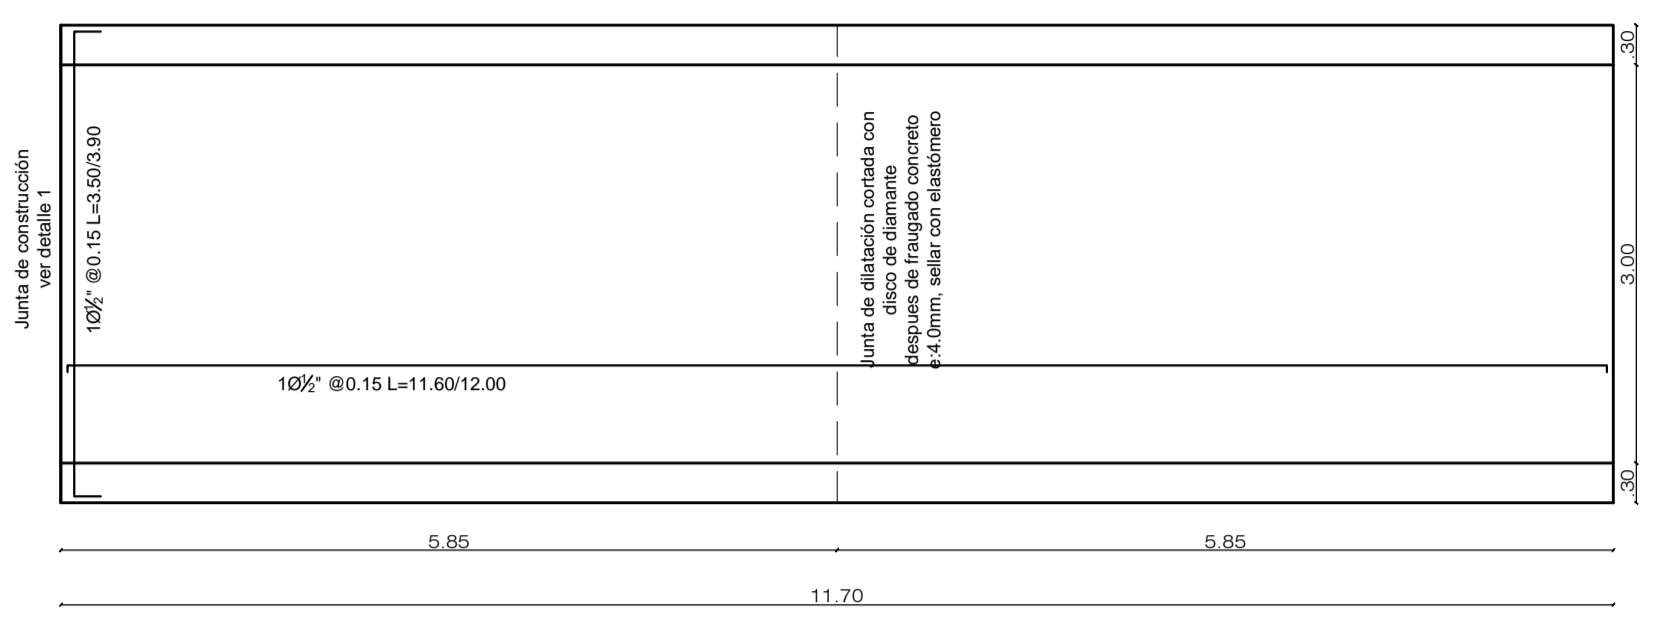 Junta de construcción
ver detalle 1
1Ø½" @0.15 L=3.50/3.90
Junta de dilatación cortada con
disco de diamante
despues de fraugado concreto
e:4.0mm, sellar con elastómero
1Ø½" @0.15 L=11.60/12.00
.30
3.00
.30
5.85
5.85
11.70